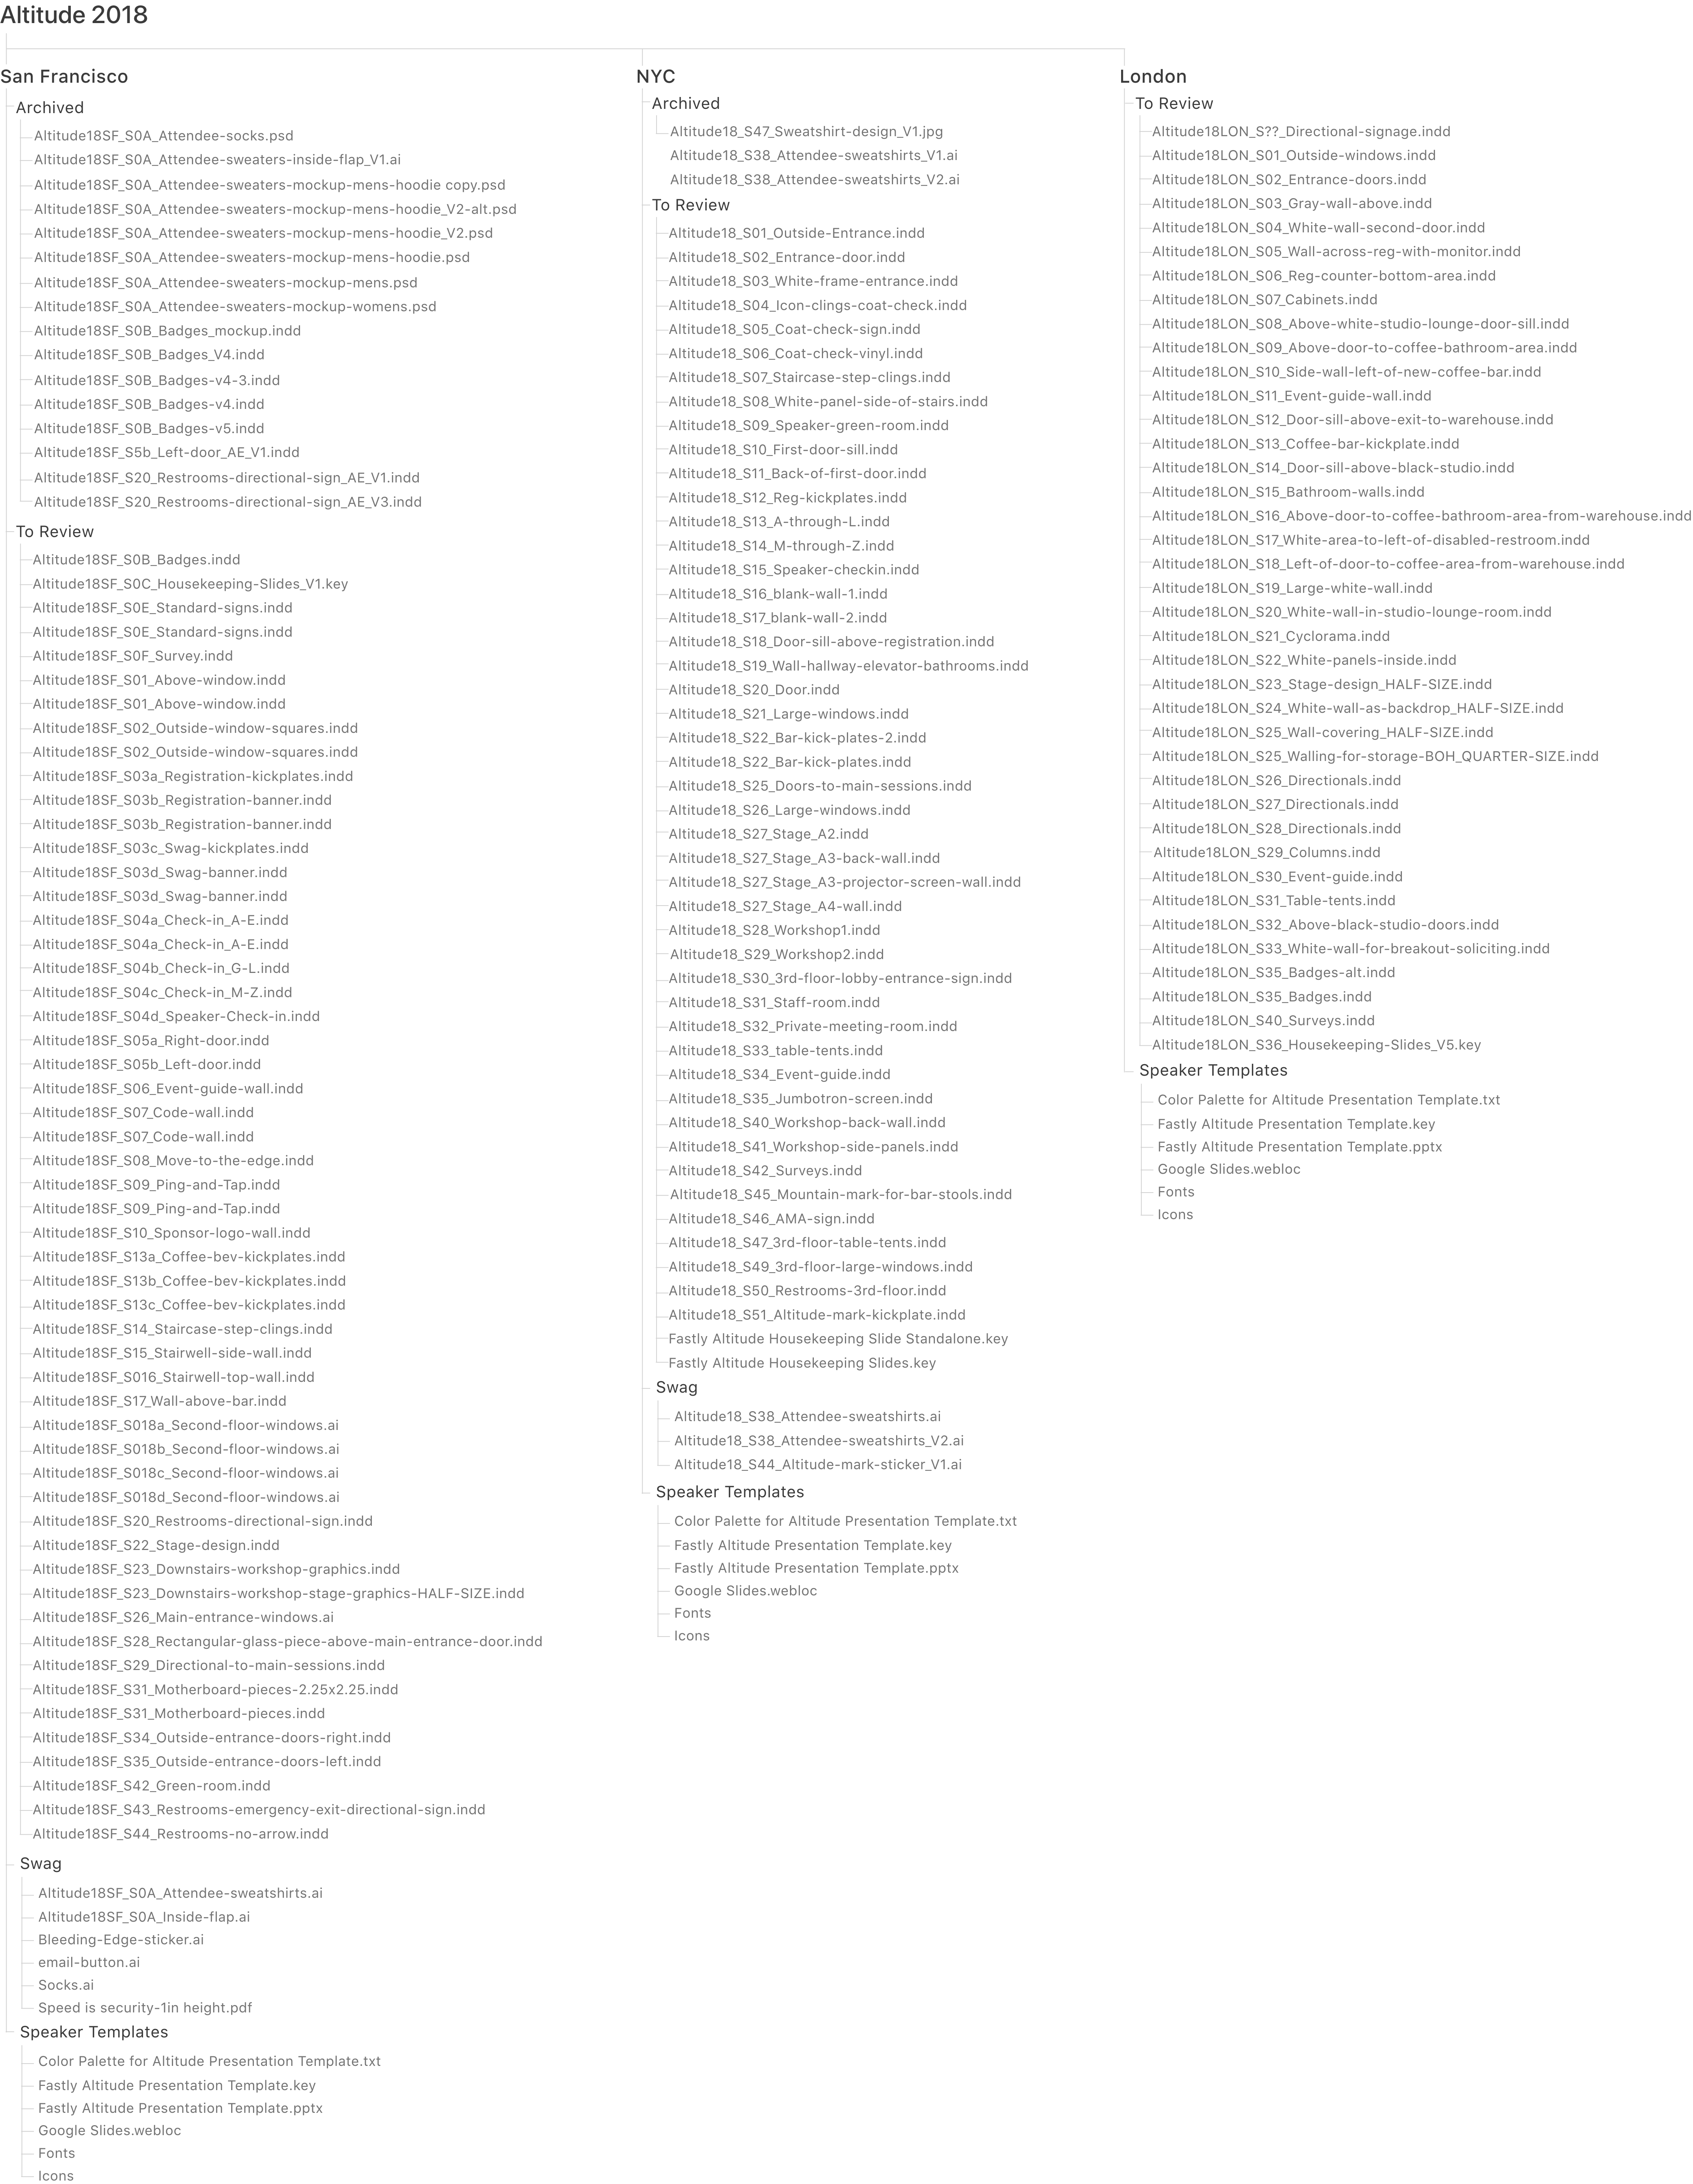 Altitude 2018
San Francisco
Archived
Altitude18SF_S0A_Attendee-socks.psd
Altitude18SF_S0A_Attendee-sweaters-inside-flap_V1.ai
Altitude18SF_S0A_Attendee-sweaters-mockup-mens-hoodie copy.psd
Altitude18SF_S0A_Attendee-sweaters-mockup-mens-hoodie_V2-alt.psd
Altitude18SF_S0A_Attendee-sweaters-mockup-mens-hoodie_V2.psd
Altitude18SF_S0A_Attendee-sweaters-mockup-mens-hoodie.psd
Altitude18SF_S0A_Attendee-sweaters-mockup-mens.psd
Altitude18SF_S0A_Attendee-sweaters-mockup-womens.psd
Altitude18SF_S0B_Badges_mockup.indd
Altitude18SF_S0B_Badges_V4.indd
Altitude18SF_S0B_Badges-v4-3.indd
Altitude18SF_S0B_Badges-v4.indd
Altitude18SF_S0B_Badges-v5.indd
Altitude18SF_S5b_Left-door_AE_V1.indd
Altitude18SF_S20_Restrooms-directional-sign_AE_V1.indd
Altitude18SF_S20_Restrooms-directional-sign_AE_V3.indd
To Review
Altitude18SF_S0B_Badges.indd
Altitude18SF_S0C_Housekeeping-Slides_V1.key
Altitude18SF_S0E_Standard-signs.indd
Altitude18SF_S0E_Standard-signs.indd
Altitude18SF_S0F_Survey.indd
Altitude18SF_S01_Above-window.indd
Altitude18SF_S01_Above-window.indd
Altitude18SF_S02_Outside-window-squares.indd
Altitude18SF_S02_Outside-window-squares.indd
Altitude18SF_S03a_Registration-kickplates.indd
Altitude18SF_S03b_Registration-banner.indd
Altitude18SF_S03b_Registration-banner.indd
Altitude18SF_S03c_Swag-kickplates.indd
Altitude18SF_S03d_Swag-banner.indd
Altitude18SF_S03d_Swag-banner.indd
Altitude18SF_S04a_Check-in_A-E.indd
Altitude18SF_S04a_Check-in_A-E.indd
Altitude18SF_S04b_Check-in_G-L.indd
Altitude18SF_S04c_Check-in_M-Z.indd
Altitude18SF_S04d_Speaker-Check-in.indd
Altitude18SF_S05a_Right-door.indd
Altitude18SF_S05b_Left-door.indd
Altitude18SF_S06_Event-guide-wall.indd
Altitude18SF_S07_Code-wall.indd
Altitude18SF_S07_Code-wall.indd
Altitude18SF_S08_Move-to-the-edge.indd
Altitude18SF_S09_Ping-and-Tap.indd
Altitude18SF_S09_Ping-and-Tap.indd
Altitude18SF_S10_Sponsor-logo-wall.indd
Altitude18SF_S13a_Coffee-bev-kickplates.indd
Altitude18SF_S13b_Coffee-bev-kickplates.indd
Altitude18SF_S13c_Coffee-bev-kickplates.indd
Altitude18SF_S14_Staircase-step-clings.indd
Altitude18SF_S15_Stairwell-side-wall.indd
Altitude18SF_S016_Stairwell-top-wall.indd
Altitude18SF_S17_Wall-above-bar.indd
Altitude18SF_S018a_Second-floor-windows.ai
Altitude18SF_S018b_Second-floor-windows.ai
Altitude18SF_S018c_Second-floor-windows.ai
Altitude18SF_S018d_Second-floor-windows.ai
Altitude18SF_S20_Restrooms-directional-sign.indd
Altitude18SF_S22_Stage-design.indd
Altitude18SF_S23_Downstairs-workshop-graphics.indd
Altitude18SF_S23_Downstairs-workshop-stage-graphics-HALF-SIZE.indd
Altitude18SF_S26_Main-entrance-windows.ai
Altitude18SF_S28_Rectangular-glass-piece-above-main-entrance-door.indd
Altitude18SF_S29_Directional-to-main-sessions.indd
Altitude18SF_S31_Motherboard-pieces-2.25x2.25.indd
Altitude18SF_S31_Motherboard-pieces.indd
Altitude18SF_S34_Outside-entrance-doors-right.indd
Altitude18SF_S35_Outside-entrance-doors-left.indd
Altitude18SF_S42_Green-room.indd
Altitude18SF_S43_Restrooms-emergency-exit-directional-sign.indd
Altitude18SF_S44_Restrooms-no-arrow.indd
Swag
Altitude18SF_S0A_Attendee-sweatshirts.ai
Altitude18SF_S0A_Inside-flap.ai
Bleeding-Edge-sticker.ai
email-button.ai
Socks.ai
Speed is security-1in height.pdf
Speaker Templates
Color Palette for Altitude Presentation Template.txt
Fastly Altitude Presentation Template.key
Fastly Altitude Presentation Template.pptx
Google Slides.webloc
Fonts
Icons
NYC
Archived
Altitude18_S47_Sweatshirt-design_V1.jpg
Altitude18_S38_Attendee-sweatshirts_V1.ai
Altitude18_S38_Attendee-sweatshirts_V2.ai
To Review
Altitude18_S01_Outside-Entrance.indd
Altitude18_S02_Entrance-door.indd
Altitude18_S03_White-frame-entrance.indd
Altitude18_S04_Icon-clings-coat-check.indd
Altitude18_S05_Coat-check-sign.indd
Altitude18_S06_Coat-check-vinyl.indd
Altitude18_S07_Staircase-step-clings.indd
Altitude18_S08_White-panel-side-of-stairs.indd
Altitude18_S09_Speaker-green-room.indd
Altitude18_S10_First-door-sill.indd
Altitude18_S11_Back-of-first-door.indd
Altitude18_S12_Reg-kickplates.indd
Altitude18_S13_A-through-L.indd
Altitude18_S14_M-through-Z.indd
Altitude18_S15_Speaker-checkin.indd
Altitude18_S16_blank-wall-1.indd
Altitude18_S17_blank-wall-2.indd
Altitude18_S18_Door-sill-above-registration.indd
Altitude18_S19_Wall-hallway-elevator-bathrooms.indd
Altitude18_S20_Door.indd
Altitude18_S21_Large-windows.indd
Altitude18_S22_Bar-kick-plates-2.indd
Altitude18_S22_Bar-kick-plates.indd
Altitude18_S25_Doors-to-main-sessions.indd
Altitude18_S26_Large-windows.indd
Altitude18_S27_Stage_A2.indd
Altitude18_S27_Stage_A3-back-wall.indd
Altitude18_S27_Stage_A3-projector-screen-wall.indd
Altitude18_S27_Stage_A4-wall.indd
Altitude18_S28_Workshop1.indd
Altitude18_S29_Workshop2.indd
Altitude18_S30_3rd-floor-lobby-entrance-sign.indd
Altitude18_S31_Staff-room.indd
Altitude18_S32_Private-meeting-room.indd
Altitude18_S33_table-tents.indd
Altitude18_S34_Event-guide.indd
Altitude18_S35_Jumbotron-screen.indd
Altitude18_S40_Workshop-back-wall.indd
Altitude18_S41_Workshop-side-panels.indd
Altitude18_S42_Surveys.indd
Altitude18_S45_Mountain-mark-for-bar-stools.indd
Altitude18_S46_AMA-sign.indd
Altitude18_S47_3rd-floor-table-tents.indd
Altitude18_S49_3rd-floor-large-windows.indd
Altitude18_S50_Restrooms-3rd-floor.indd
Altitude18_S51_Altitude-mark-kickplate.indd
Fastly Altitude Housekeeping Slide Standalone.key
Fastly Altitude Housekeeping Slides.key
Swag
Altitude18_S38_Attendee-sweatshirts.ai
Altitude18_S38_Attendee-sweatshirts_V2.ai
Altitude18_S44_Altitude-mark-sticker_V1.ai
Speaker Templates
Color Palette for Altitude Presentation Template.txt
Fastly Altitude Presentation Template.key
Fastly Altitude Presentation Template.pptx
Google Slides.webloc
Fonts
Icons
London
To Review
Altitude18LON_S??_Directional-signage.indd
Altitude18LON_S01_Outside-windows.indd
Altitude18LON_S02_Entrance-doors.indd
Altitude18LON_S03_Gray-wall-above.indd
Altitude18LON_S04_White-wall-second-door.indd
Altitude18LON_S05_Wall-across-reg-with-monitor.indd
Altitude18LON_S06_Reg-counter-bottom-area.indd
Altitude18LON_S07_Cabinets.indd
Altitude18LON_S08_Above-white-studio-lounge-door-sill.indd
Altitude18LON_S09_Above-door-to-coffee-bathroom-area.indd
Altitude18LON_S10_Side-wall-left-of-new-coffee-bar.indd
Altitude18LON_S11_Event-guide-wall.indd
Altitude18LON_S12_Door-sill-above-exit-to-warehouse.indd
Altitude18LON_S13_Coffee-bar-kickplate.indd
Altitude18LON_S14_Door-sill-above-black-studio.indd
Altitude18LON_S15_Bathroom-walls.indd
Altitude18LON_S16_Above-door-to-coffee-bathroom-area-from-warehouse.indd
Altitude18LON_S17_White-area-to-left-of-disabled-restroom.indd
Altitude18LON_S18_Left-of-door-to-coffee-area-from-warehouse.indd
Altitude18LON_S19_Large-white-wall.indd
Altitude18LON_S20_White-wall-in-studio-lounge-room.indd
Altitude18LON_S21_Cyclorama.indd
Altitude18LON_S22_White-panels-inside.indd
Altitude18LON_S23_Stage-design_HALF-SIZE.indd
Altitude18LON_S24_White-wall-as-backdrop_HALF-SIZE.indd
Altitude18LON_S25_Wall-covering_HALF-SIZE.indd
Altitude18LON_S25_Walling-for-storage-BOH_QUARTER-SIZE.indd
Altitude18LON_S26_Directionals.indd
Altitude18LON_S27_Directionals.indd
Altitude18LON_S28_Directionals.indd
Altitude18LON_S29_Columns.indd
Altitude18LON_S30_Event-guide.indd
Altitude18LON_S31_Table-tents.indd
Altitude18LON_S32_Above-black-studio-doors.indd
Altitude18LON_S33_White-wall-for-breakout-soliciting.indd
Altitude18LON_S35_Badges-alt.indd
Altitude18LON_S35_Badges.indd
Altitude18LON_S40_Surveys.indd
Altitude18LON_S36_Housekeeping-Slides_V5.key
Speaker Templates
Color Palette for Altitude Presentation Template.txt
Fastly Altitude Presentation Template.key
Fastly Altitude Presentation Template.pptx
Google Slides.webloc
Fonts
Icons